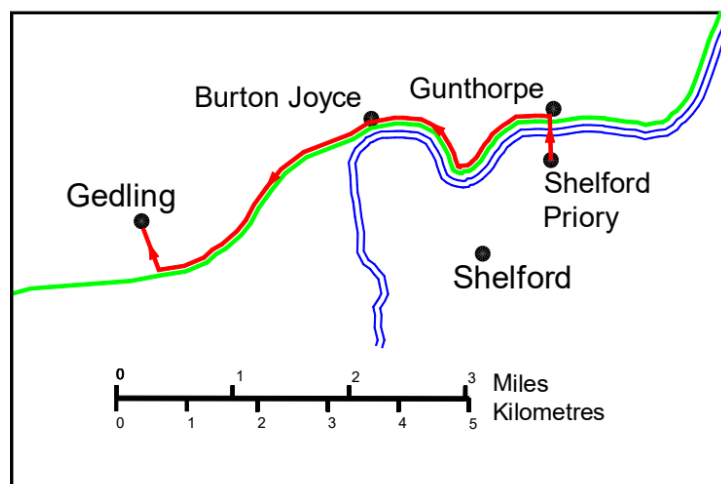 Gunthorpe
Burton Joyce
Gedling
Shelford
Priory
Shelford
0 1 2 3 Miles
0 1 2 3 4 5 Kilometres